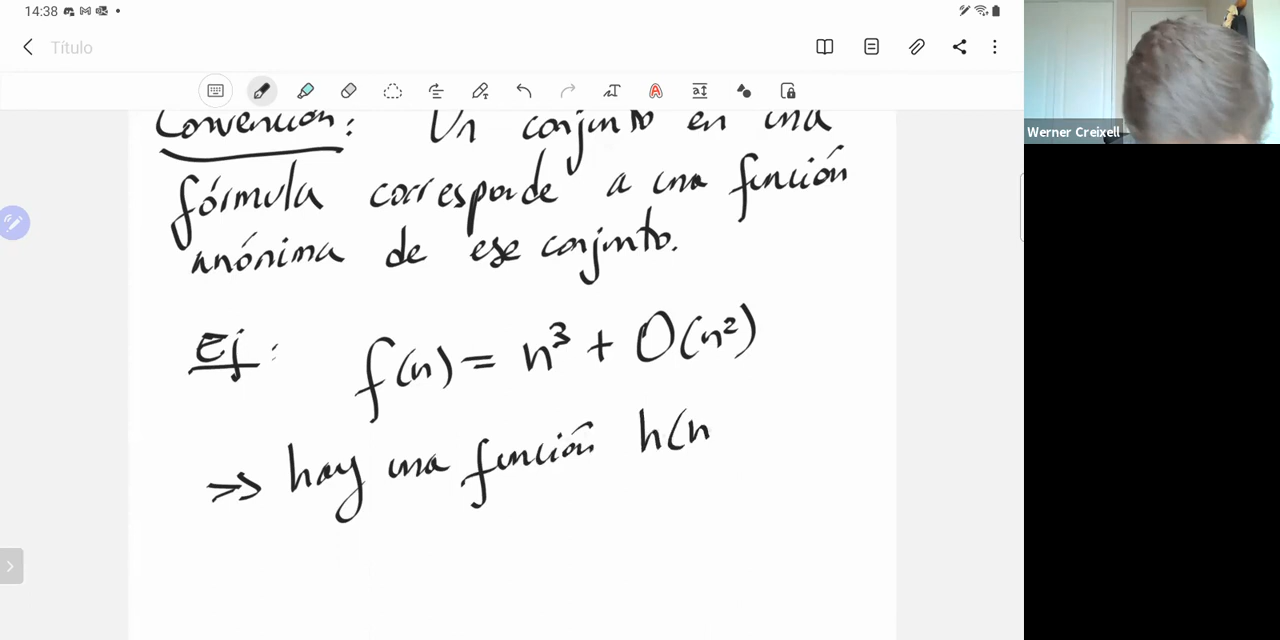 14:38
Título
Werner Creixell
Convención: Un conjunto en una
fórmula corresponde a una función
anónima de ese conjunto.
Ej: f(n) = n³ + O(n²)
=> hay una función h(n